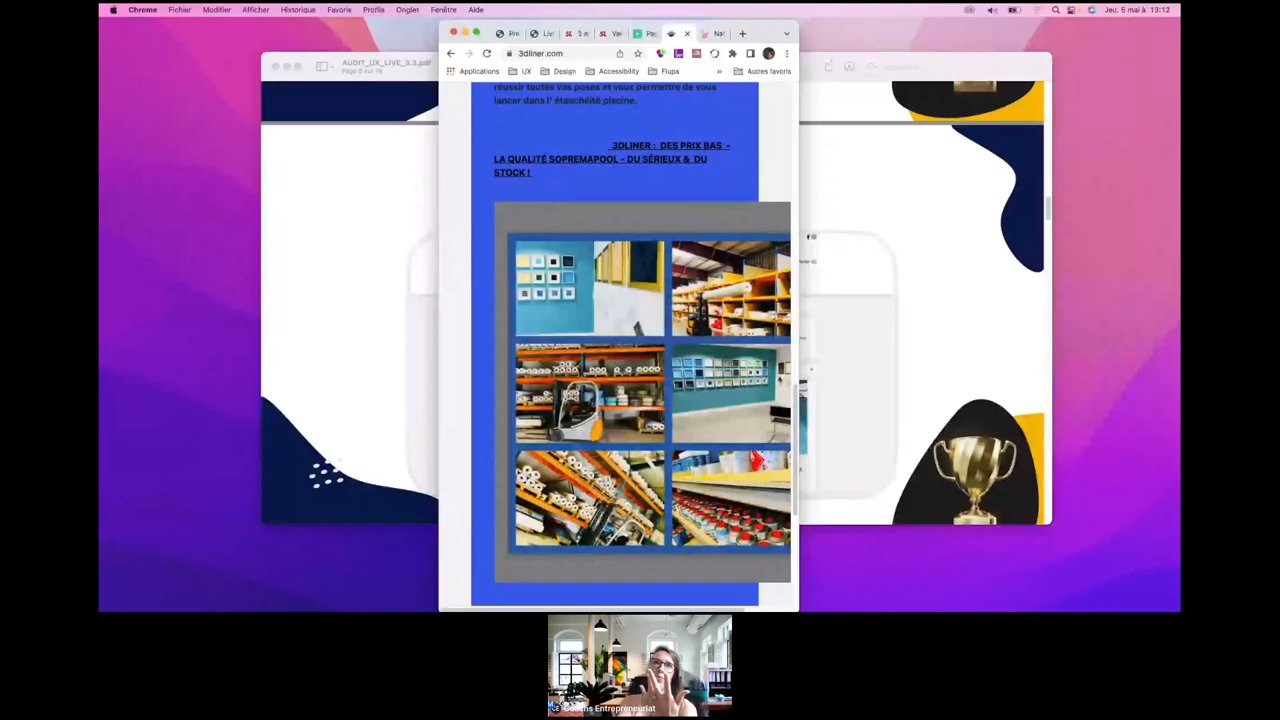 Chrome Fichier Modifier Afficher Historique Favoris Profils Onglet Fenêtre Aide
Jeu. 5 mai à 13:12
AUDIT_UX_LIVE_3.3.pdf
3dliner.com
Applications UX Design Accessibility Flupa » Autres favoris
réussir toutes vos poses et vous permettre de vous
lancer dans l' étauchéité piscine.
3DLINER : DES PRIX BAS -
LA QUALITÉ SOPREMAPOOL - DU SÉRIEUX & DU
STOCK !
Entrepreneuriat